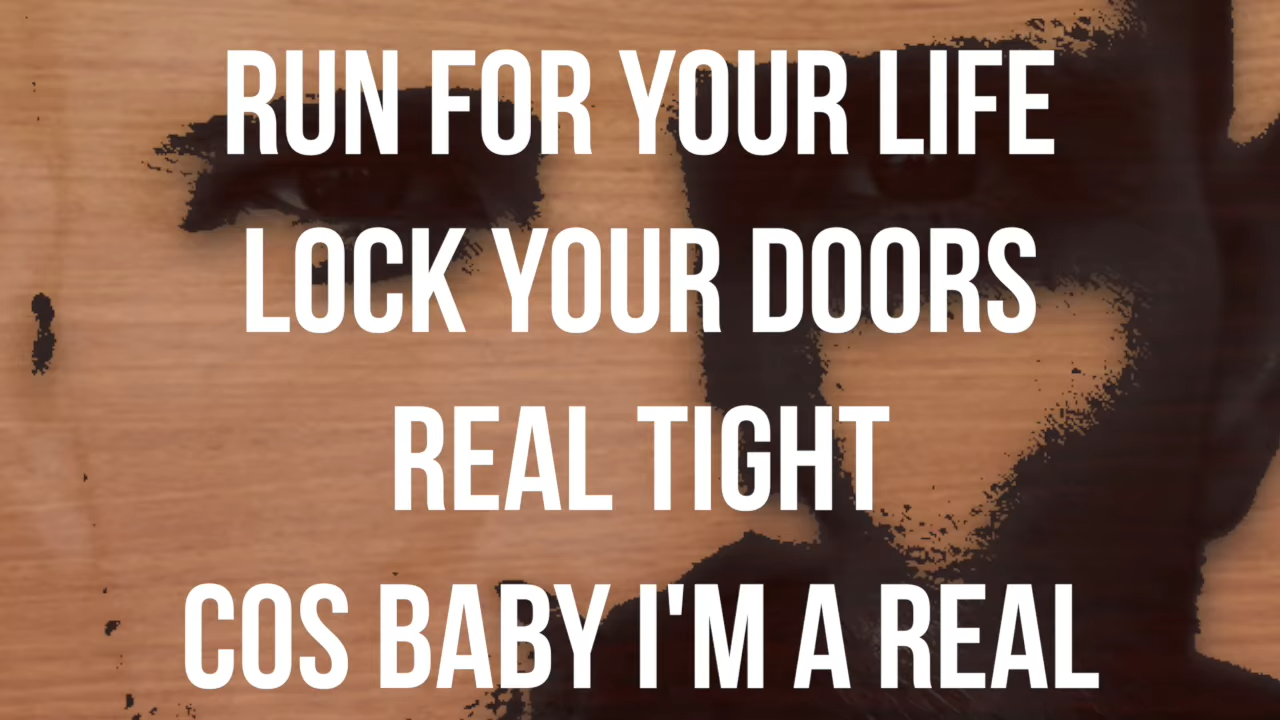 RUN FOR YOUR LIFE
LOCK YOUR DOORS
REAL TIGHT
COS BABY I'M A REAL